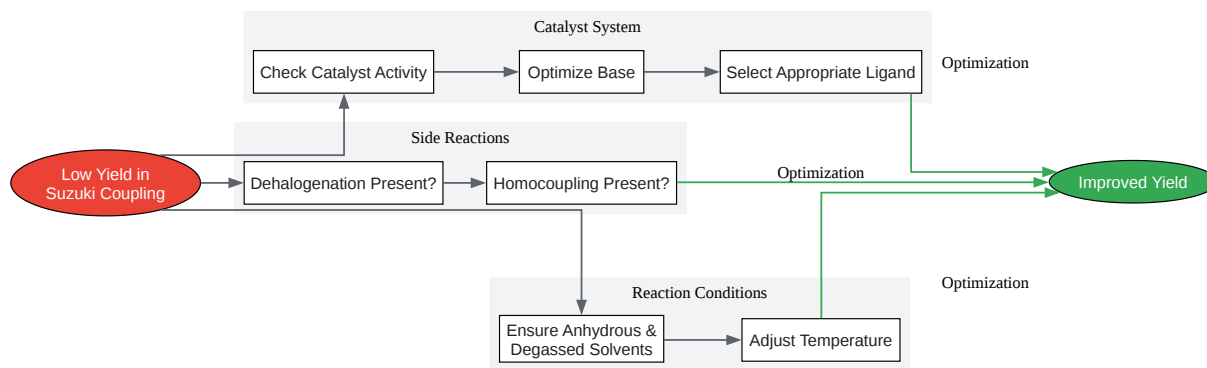 Catalyst System
Check Catalyst Activity
Optimize Base
Select Appropriate Ligand
Optimization
Side Reactions
Low Yield in
Suzuki Coupling
Dehalogenation Present?
Homocoupling Present?
Optimization
Improved Yield
Optimization
Reaction Conditions
Ensure Anhydrous &
Degassed Solvents
Adjust Temperature